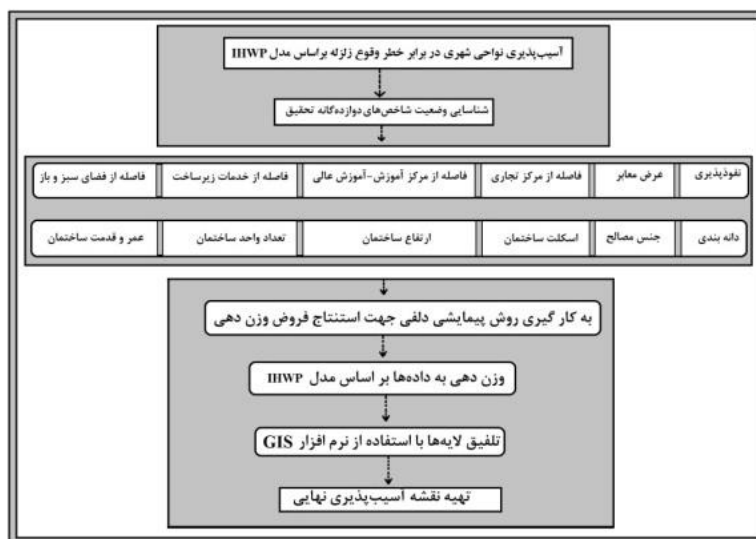 آسیب‌پذیری نواحی شهری در برابر خطر وقوع زلزله براساس مدل IHWP
شناسایی وضعیت شاخص‌های دوازده‌گانه تحقیق
نفوذپذیری
عرض معابر
فاصله از مرکز تجاری
فاصله از مرکز آموزش-آموزش عالی
فاصله از خدمات زیرساخت
فاصله از فضای سبز و باز
دانه بندی
جنس مصالح
اسکلت ساختمان
ارتفاع ساختمان
تعداد واحد ساختمان
عمر و قدمت ساختمان
به کار گیری روش پیمایشی دلفی جهت استنتاج فروض وزن دهی
وزن دهی به داده‌ها بر اساس مدل IHWP
تلفیق لایه‌ها با استفاده از نرم افزار GIS
تهیه نقشه آسیب‌پذیری نهایی